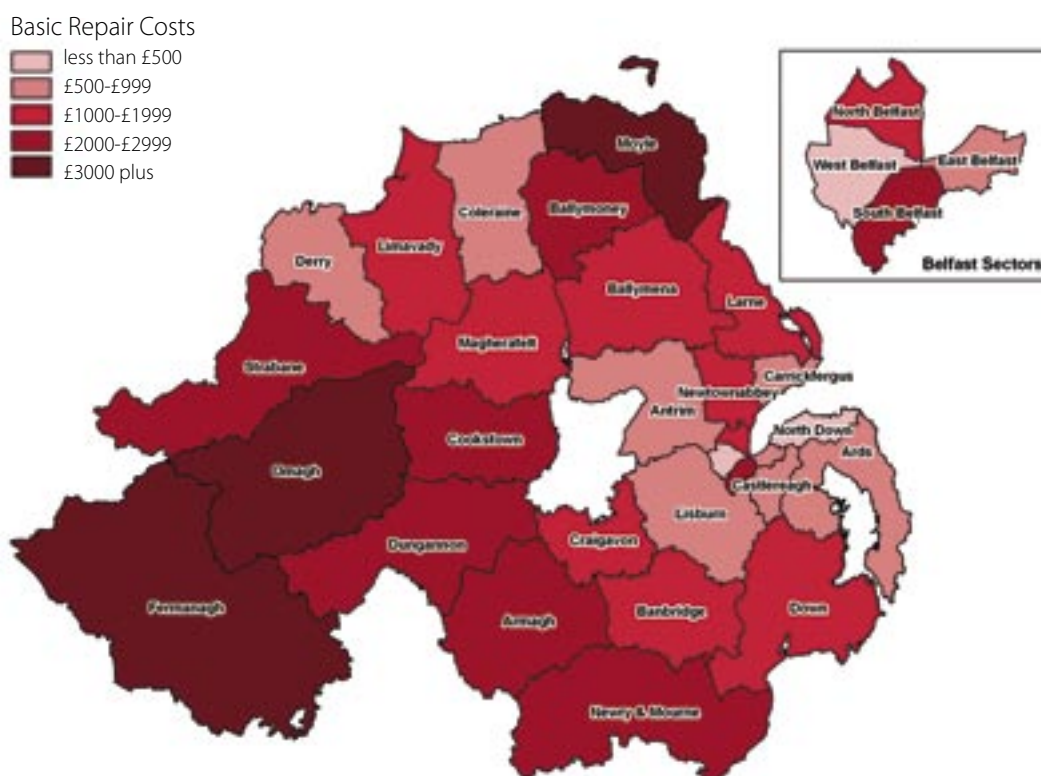 Basic Repair Costs
less than £500
£500-£999
£1000-£1999
£2000-£2999
£3000 plus
North Belfast
West Belfast
East Belfast
South Belfast
Belfast Sectors
Moyle
Coleraine
Ballymoney
Limavady
Derry
Ballymena
Larne
Magherafelt
Strabane
Carrickfergus
Newtownabbey
Antrim
North Down
Ards
Cookstown
Omagh
Castlereagh
Lisburn
Craigavon
Dungannon
Fermanagh
Armagh
Banbridge
Down
Newry & Mourne